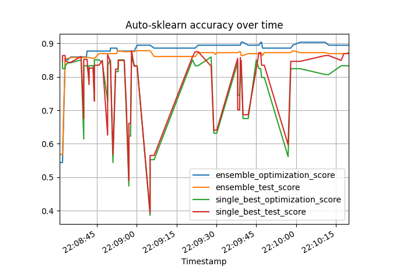 Auto-sklearn accuracy over time
0.9
0.8
0.7
0.6
0.5
0.4
ensemble_optimization_score
ensemble_test_score
single_best_optimization_score
single_best_test_score
22:08:45
22:09:00
22:09:15
22:09:30
22:09:45
22:10:00
22:10:15
Timestamp